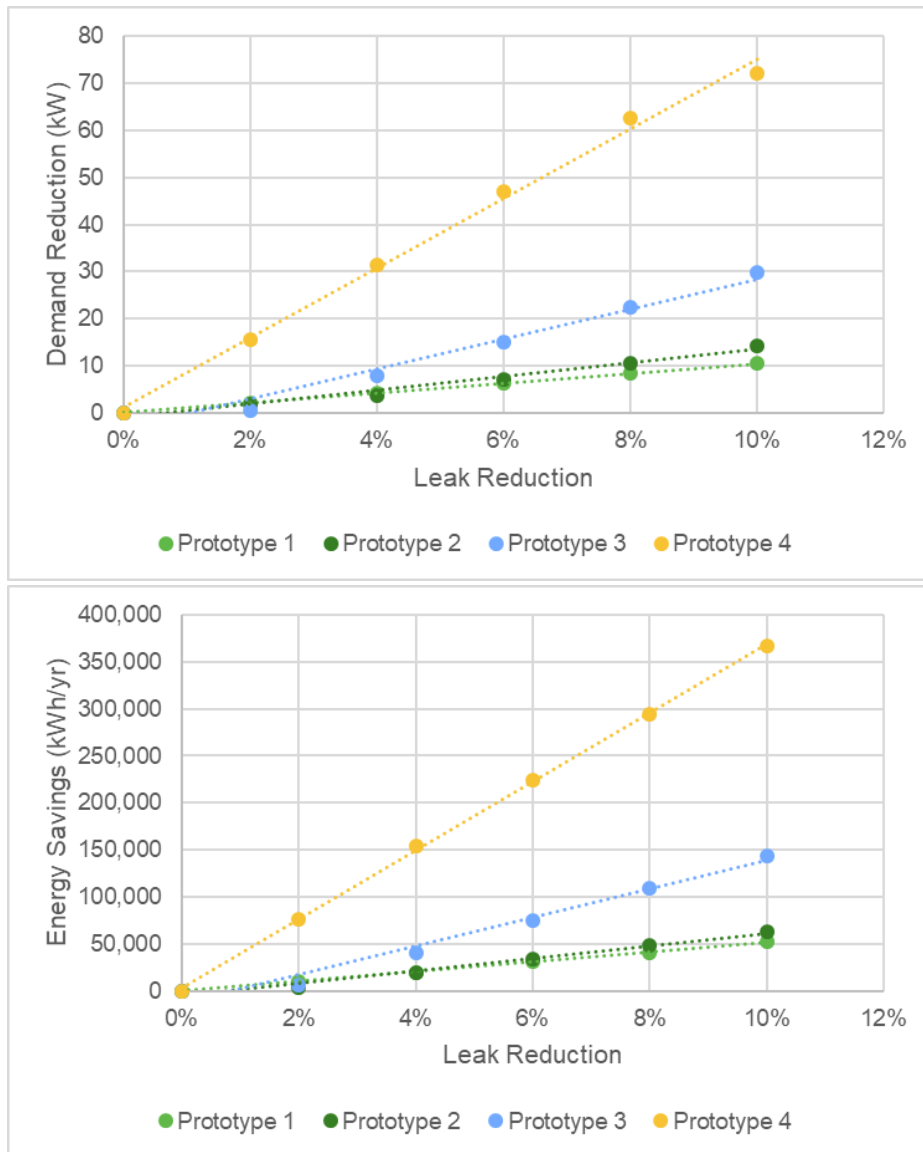 80
70
60
50
40
30
20
10
0
Demand Reduction (kW)
0% 2% 4% 6% 8% 10% 12%
Leak Reduction
Prototype 1 Prototype 2 Prototype 3 Prototype 4
400,000
350,000
300,000
250,000
200,000
150,000
100,000
50,000
0
Energy Savings (kWh/yr)
0% 2% 4% 6% 8% 10% 12%
Leak Reduction
Prototype 1 Prototype 2 Prototype 3 Prototype 4